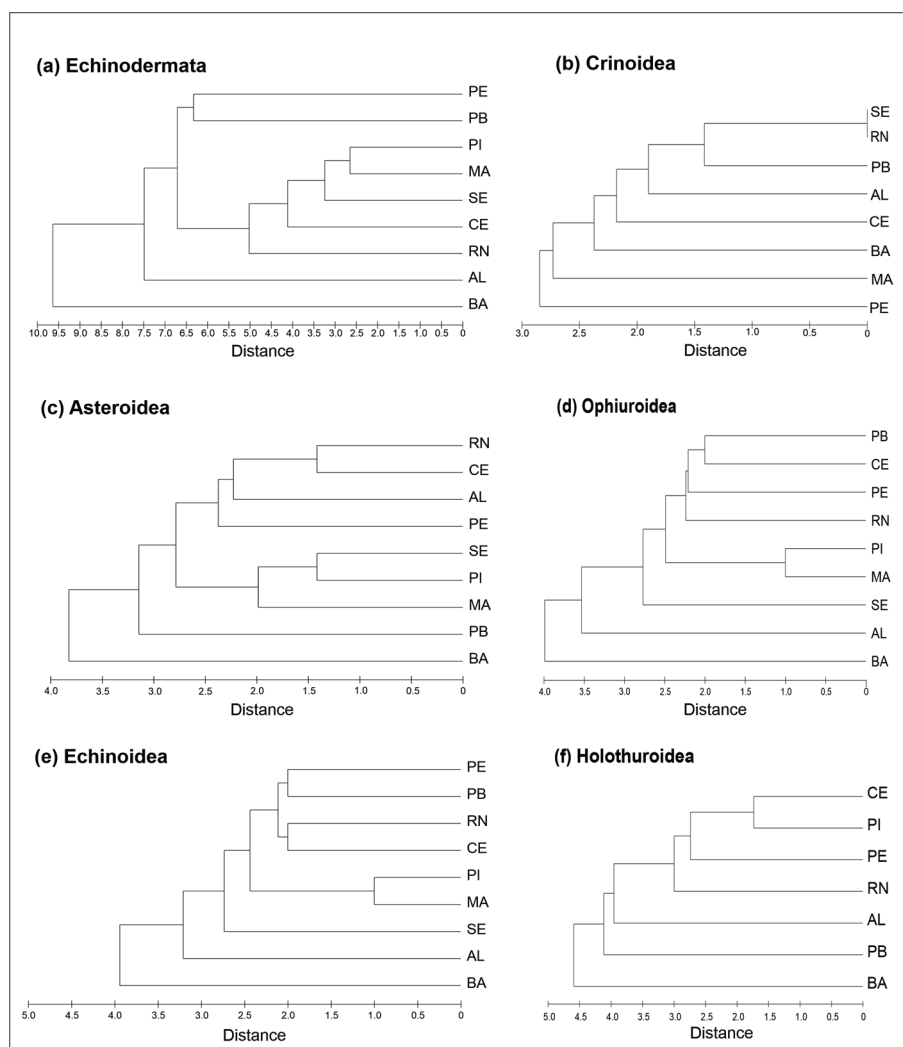 (a) Echinodermata
PE
PB
PI
MA
SE
CE
RN
AL
BA
10.0 9.5 9.0 8.5 8.0 7.5 7.0 6.5 6.0 5.5 5.0 4.5 4.0 3.5 3.0 2.5 2.0 1.5 1.0 0.5 0
Distance
(b) Crinoidea
SE
RN
PB
AL
CE
BA
MA
PE
3.0 2.5 2.0 1.5 1.0 0.5 0
Distance
(c) Asteroidea
RN
CE
AL
PE
SE
PI
MA
PB
BA
4.0 3.5 3.0 2.5 2.0 1.5 1.0 0.5 0
Distance
(d) Ophiuroidea
PB
CE
PE
RN
PI
MA
SE
AL
BA
4.0 3.5 3.0 2.5 2.0 1.5 1.0 0.5 0
Distance
(e) Echinoidea
PE
PB
RN
CE
PI
MA
SE
AL
BA
5.0 4.5 4.0 3.5 3.0 2.5 2.0 1.5 1.0 0.5 0
Distance
(f) Holothuroidea
CE
PI
PE
RN
AL
PB
BA
5.0 4.5 4.0 3.5 3.0 2.5 2.0 1.5 1.0 0.5 0
Distance